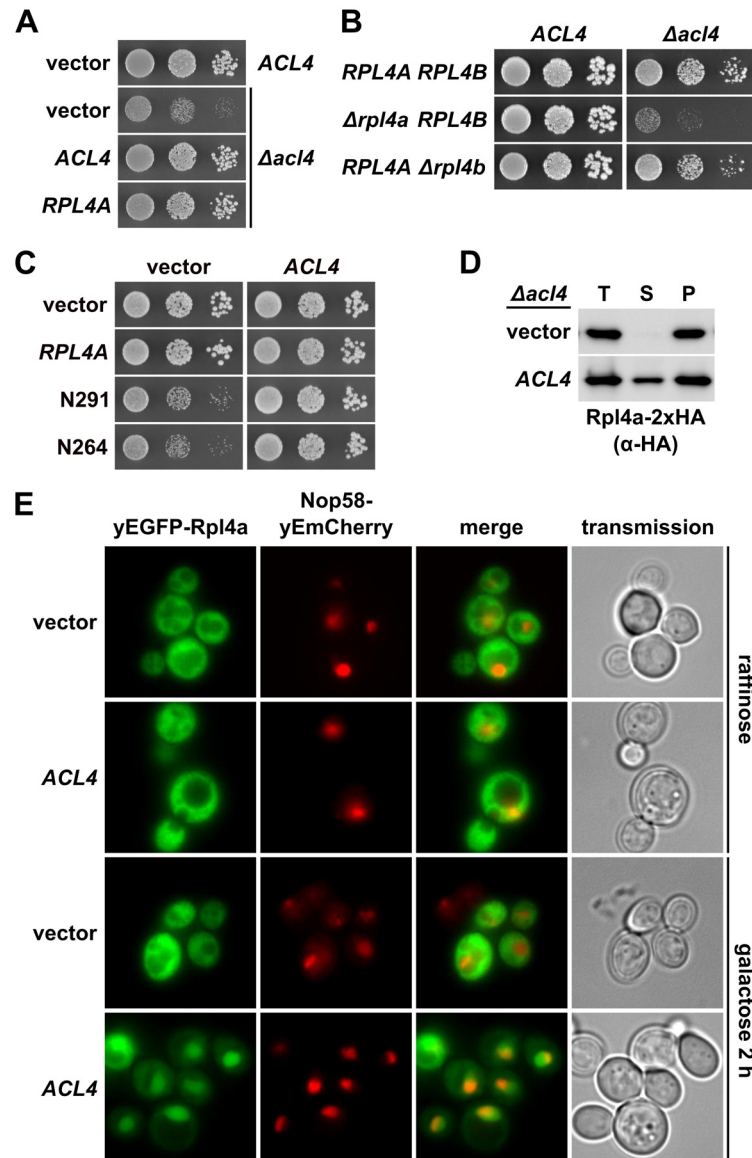 A
vector ACL4
vector
ACL4 Δacl4
RPL4A
B
ACL4 Δacl4
RPL4A RPL4B
Δrpl4a RPL4B
RPL4A Δrpl4b
C
vector ACL4
vector
RPL4A
N291
N264
D
Δacl4 T S P
vector
ACL4
Rpl4a-2xHA
(α-HA)
E
Nop58-
yEGFP-Rpl4a yEmCherry merge transmission
vector
ACL4
raffinose
vector
ACL4
galactose 2 h